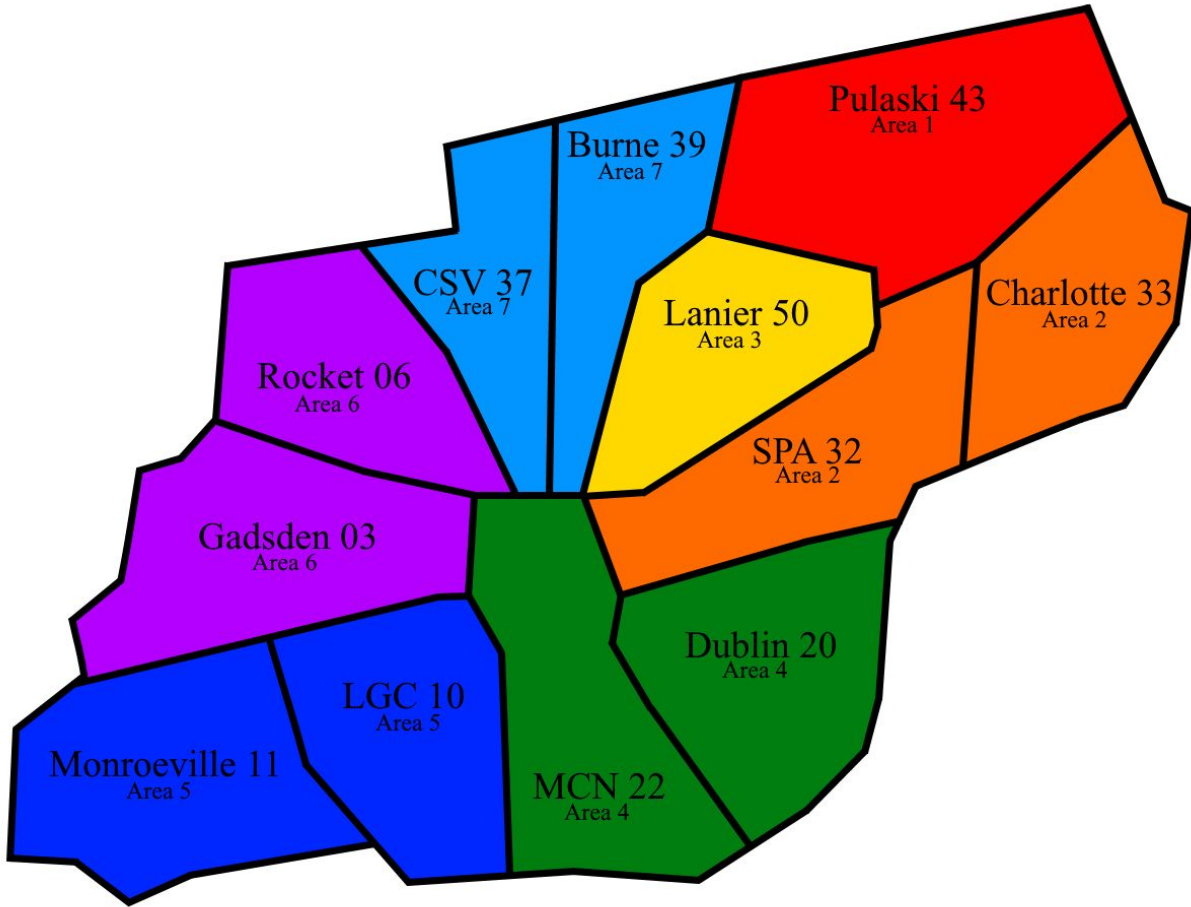 Pulaski 43
Area 1
Burne 39
Area 7
CSV 37
Area 7
Lanier 50
Area 3
Charlotte 33
Area 2
Rocket 06
Area 6
SPA 32
Area 2
Gadsden 03
Area 6
Dublin 20
Area 4
LGC 10
Area 5
Monroeville 11
Area 5
MCN 22
Area 4